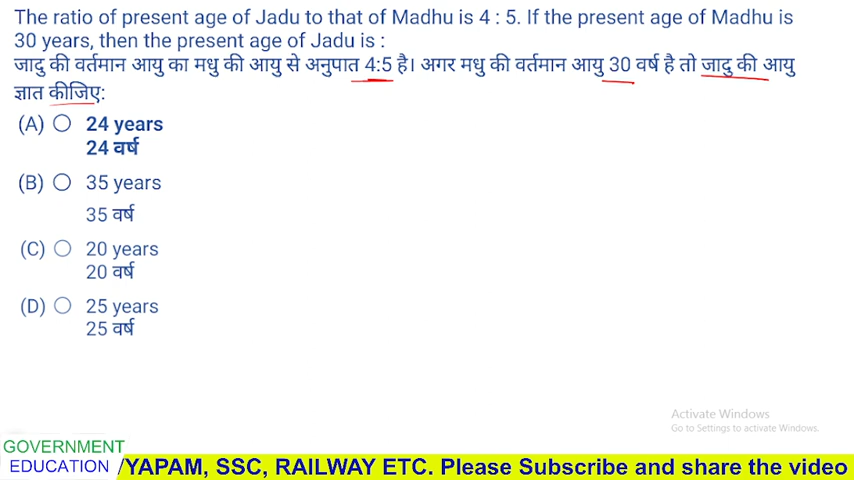 The ratio of present age of Jadu to that of Madhu is 4 : 5. If the present age of Madhu is
30 years, then the present age of Jadu is :
जादु की वर्तमान आयु का मधु की आयु से अनुपात 4:5 है। अगर मधु की वर्तमान आयु 30 वर्ष है तो जादु की आयु
ज्ञात कीजिए:
(A) 24 years
24 वर्ष
(B) 35 years
35 वर्ष
(C) 20 years
20 वर्ष
(D) 25 years
25 वर्ष
Activate Windows
Go to Settings to activate Windows.
GOVERNMENT
EDUCATION
/YAPAM, SSC, RAILWAY ETC. Please Subscribe and share the video